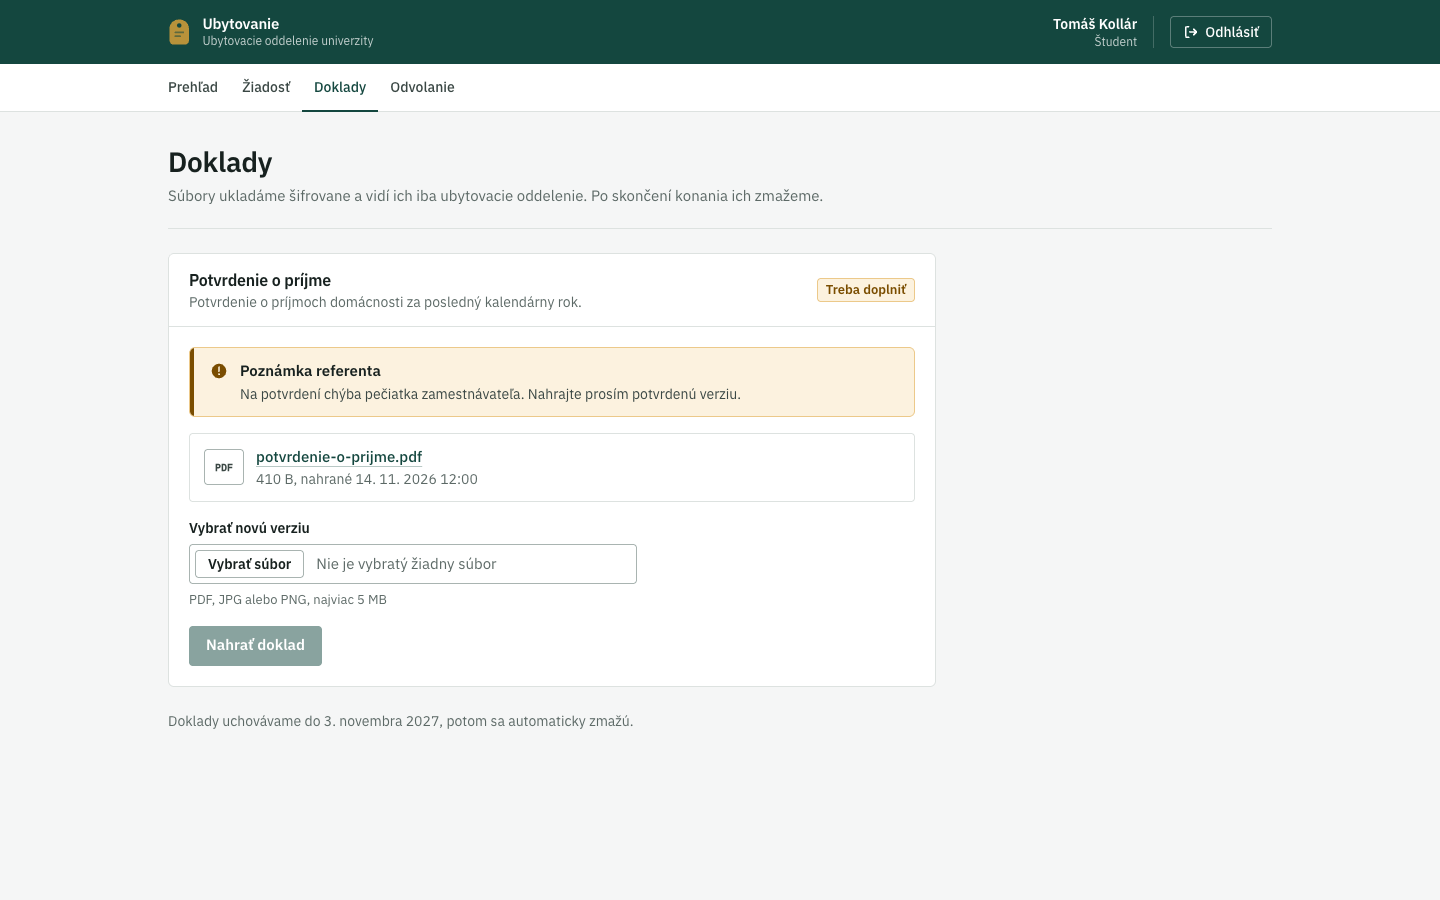 Ubytovanie
Ubytovacie oddelenie univerzity
Tomáš Kollár
Študent
Odhlásiť
Prehľad
Žiadosť
Doklady
Odvolanie
Doklady
Súbory ukladáme šifrovane a vidí ich iba ubytovacie oddelenie. Po skončení konania ich zmažeme.
Potvrdenie o príjme
Potvrdenie o príjmoch domácnosti za posledný kalendárny rok.
Treba doplniť
Poznámka referenta
Na potvrdení chýba pečiatka zamestnávateľa. Nahrajte prosím potvrdenú verziu.
PDF
potvrdenie-o-prijme.pdf
410 B, nahrané 14. 11. 2026 12:00
Vybrať novú verziu
Vybrať súbor
Nie je vybratý žiadny súbor
PDF, JPG alebo PNG, najviac 5 MB
Nahrať doklad
Doklady uchovávame do 3. novembra 2027, potom sa automaticky zmažú.